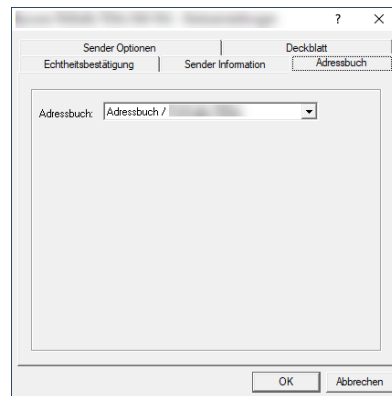 ?
Sender Optionen
Deckblatt
Echtheitsbestätigung
Sender Information
Adressbuch
Adressbuch:
Adressbuch /
OK
Abbrechen